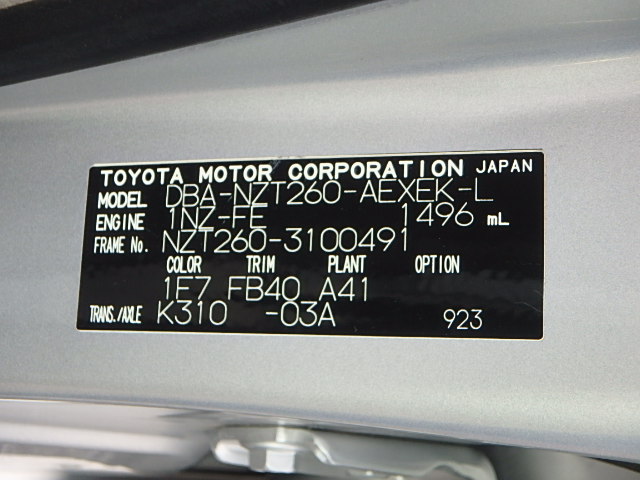 TOYOTA MOTOR CORPORATION JAPAN
MODEL DBA-NZT260-AEXEK-L
ENGINE 1NZ-FE 1496 mL
FRAME No. NZT260-3100491
COLOR TRIM PLANT OPTION
1F7 FB40 A41
TRANS./AXLE K310 -03A 923